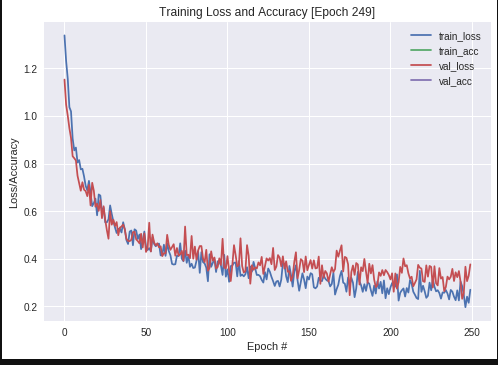 Training Loss and Accuracy [Epoch 249]
train_loss
train_acc
val_loss
val_acc
Loss/Accuracy
1.2
1.0
0.8
0.6
0.4
0.2
0
50
100
150
200
250
Epoch #